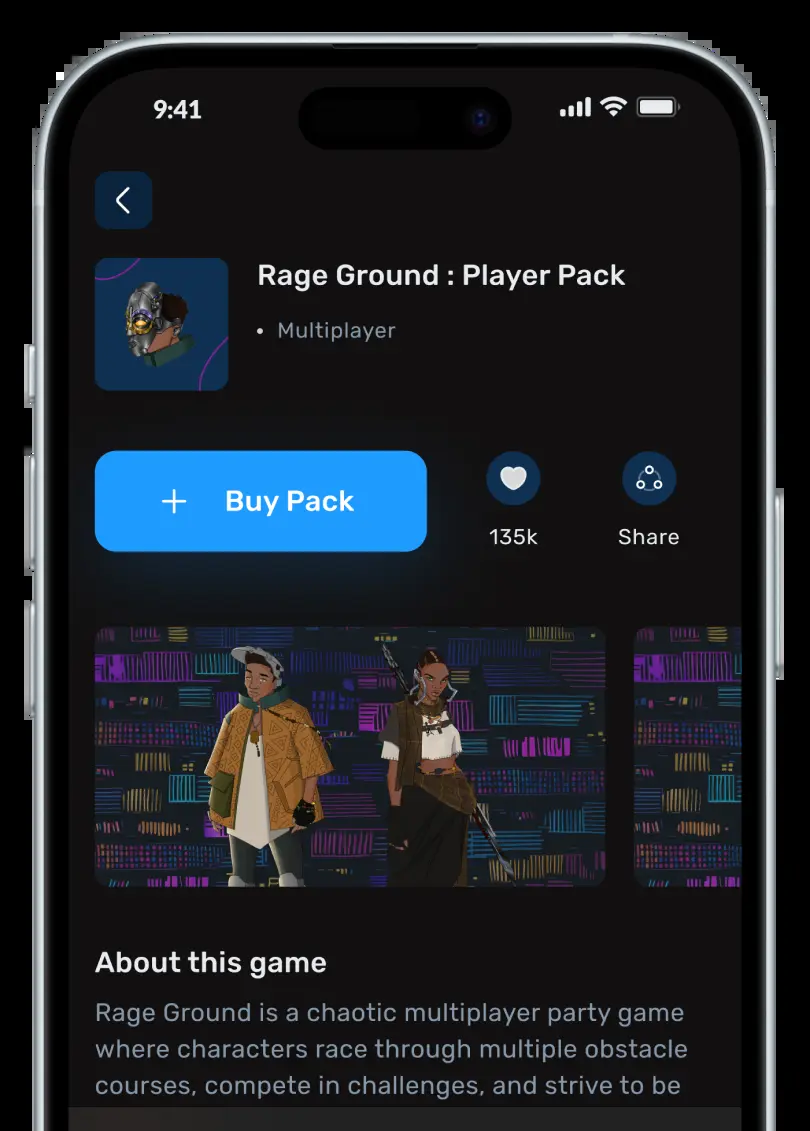 9:41
Rage Ground : Player Pack
• Multiplayer
+ Buy Pack
135k
Share
About this game
Rage Ground is a chaotic multiplayer party game
where characters race through multiple obstacle
courses, compete in challenges, and strive to be